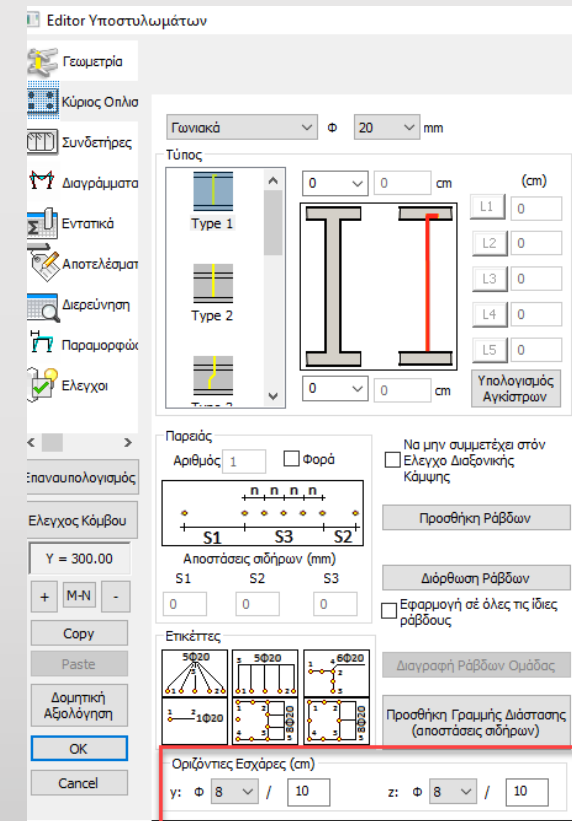 Editor Υποστυλωμάτων
Γεωμετρία
Κύριος Οπλισ
Συνδετήρες
Διαγράμματα
Εντατικά
Αποτελέσματ
Διερεύνηση
Παραμορφώσ
Ελεγχοι
< >
Επαναυπολογισμός
Ελεγχος Κόμβου
Y = 300.00
+ M-N -
Copy
Paste
Δομητική
Αξιολόγηση
OK
Cancel
Γωνιακά Φ 20 mm
Τύπος
Type 1
Type 2
0 0 cm
(cm)
L1 0
L2 0
L3 0
L4 0
L5 0
0 0 cm
Υπολογισμός
Αγκίστρων
Παρειάς
Αριθμός 1 Φορά
n n n n
S1 S3 S2
Αποστάσεις σιδήρων (mm)
S1 S2 S3
0 0 0
Να μην συμμετέχει στόν
Ελεγχο Διαξονικής
Κάμψης
Προσθήκη Ράβδων
Διόρθωση Ράβδων
Εφαρμογή σέ όλες τις ίδιες
ράβδους
Ετικέττες
5Φ20 5Φ20 6Φ20
1Φ20 8Φ20 8Φ20
Διαγραφή Ράβδων Ομάδας
Προσθήκη Γραμμής Διάστασης
(αποστάσεις σιδήρων)
Οριζόντιες Εσχάρες (cm)
y: Φ 8 / 10 z: Φ 8 / 10